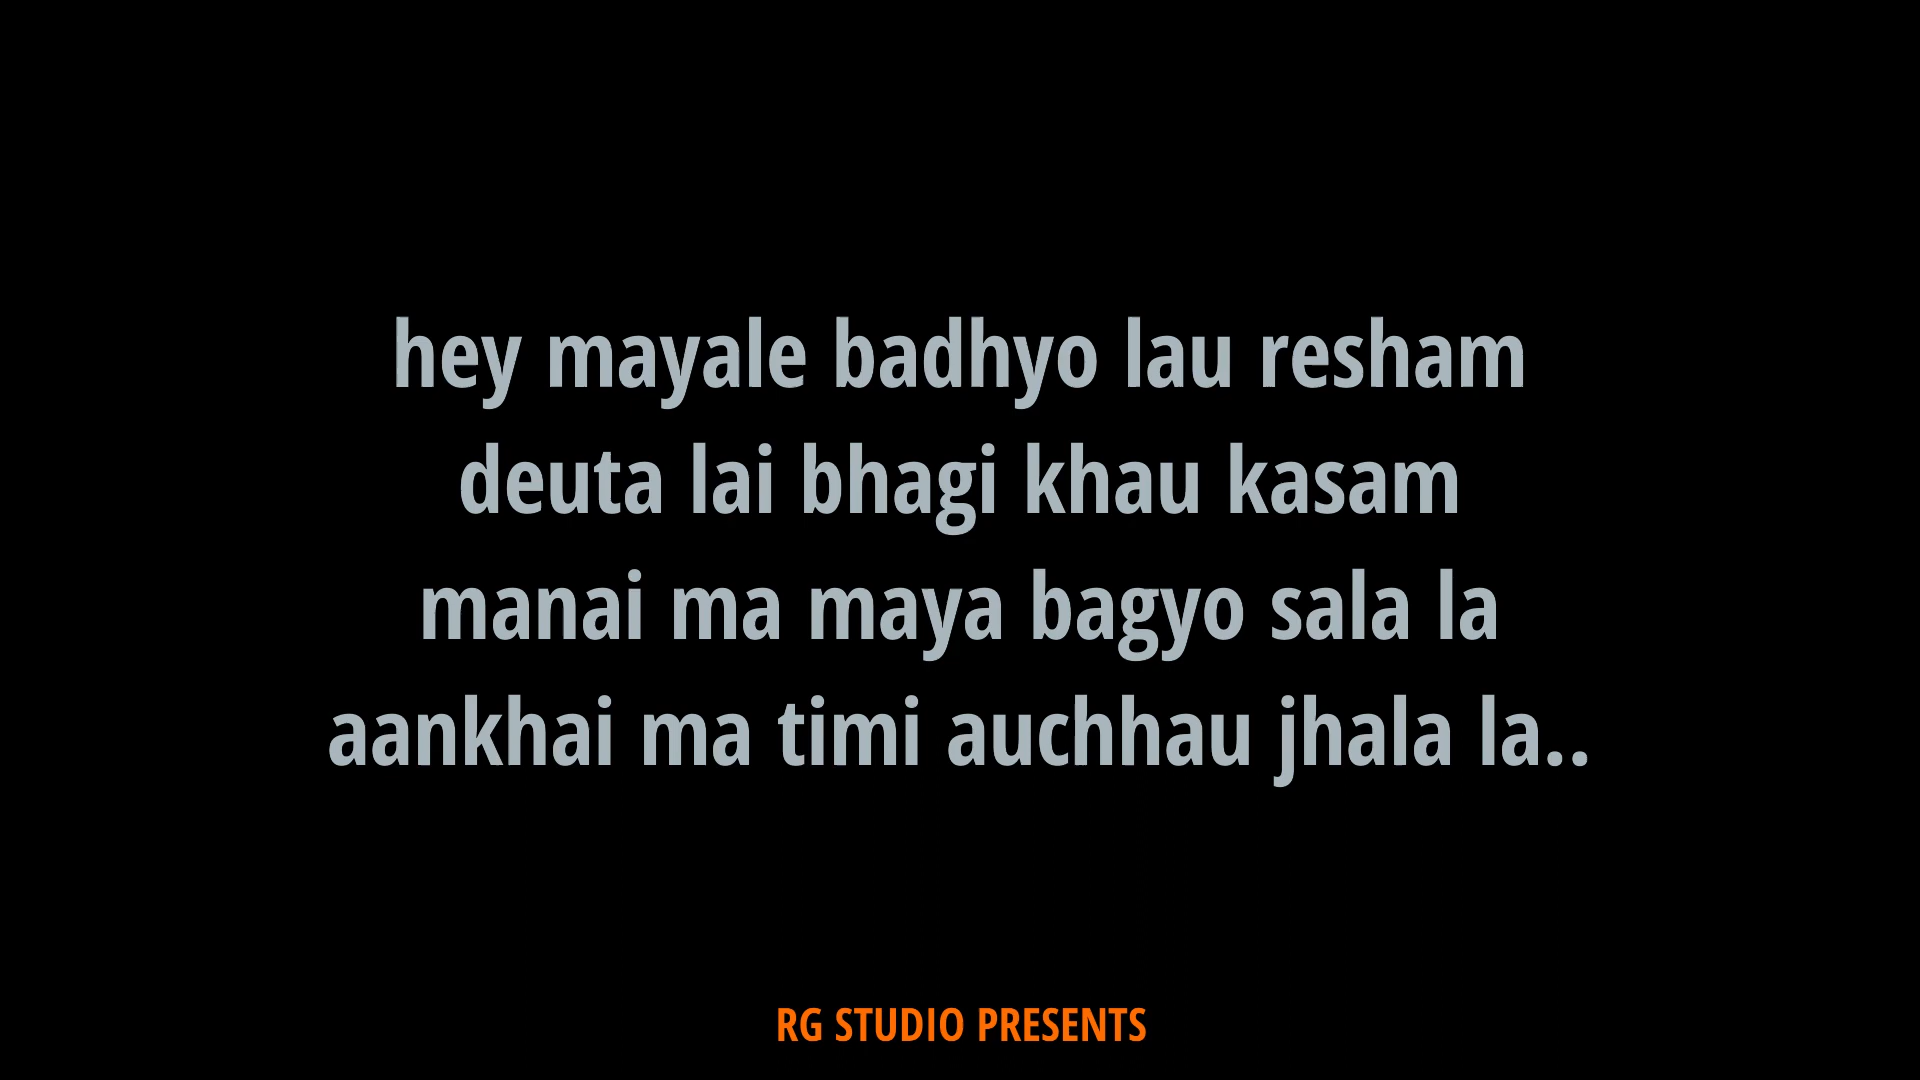 hey mayale badhyo lau resham
deuta lai bhagi khau kasam
manai ma maya bagyo sala la
aankhai ma timi auchhau jhala la..
RG STUDIO PRESENTS